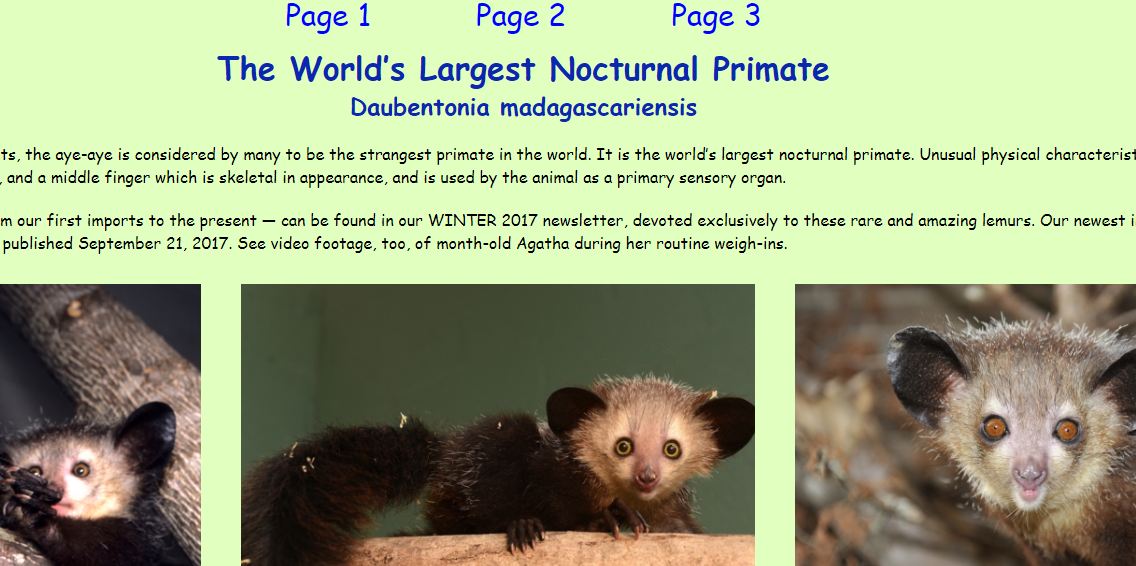 Page 1 Page 2 Page 3
The World's Largest Nocturnal Primate
Daubentonia madagascariensis
the aye-aye is considered by many to be the strangest primate in the world. It is the world's largest nocturnal primate. Unusual physical
, and a middle finger which is skeletal in appearance, and is used by the animal as a primary sensory organ.
our first imports to the present — can be found in our WINTER 2017 newsletter, devoted exclusively to these rare and amazing lemurs. Our newest
published September 21, 2017. See video footage, too, of month-old Agatha during her routine weigh-ins.